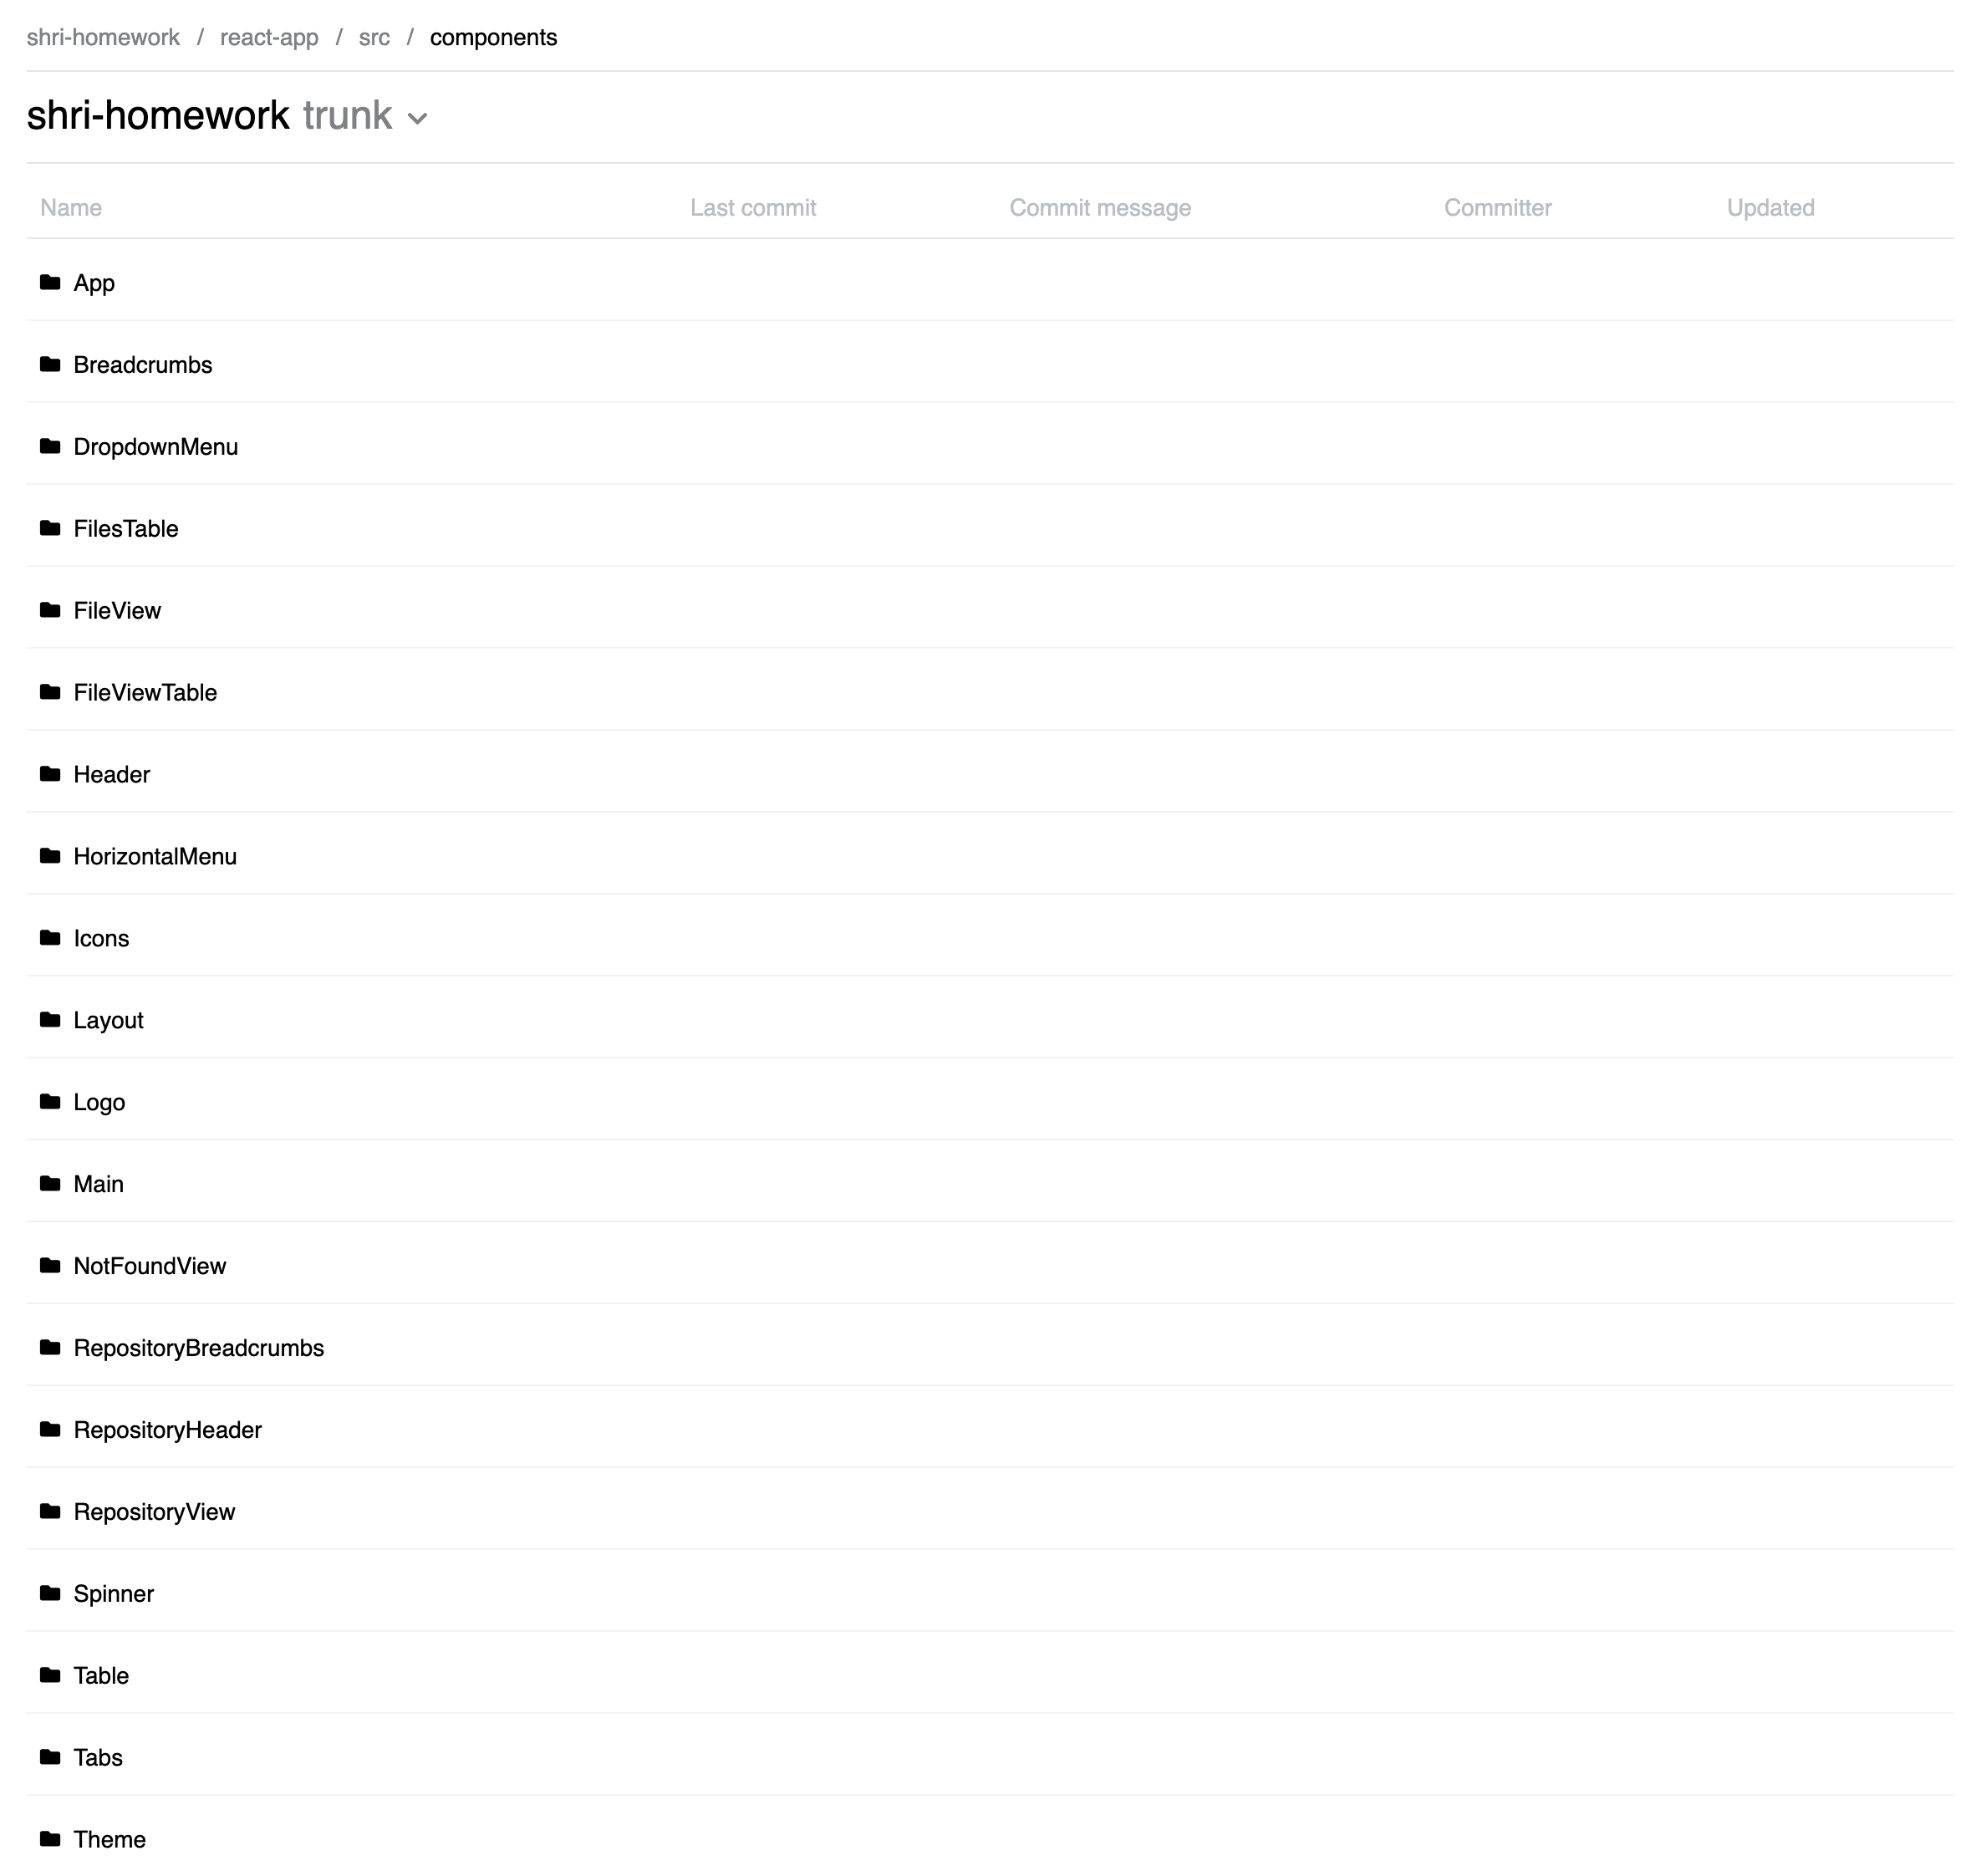 shri-homework / react-app / src / components
shri-homework trunk
Name Last commit Commit message Committer Updated
App
Breadcrumbs
DropdownMenu
FilesTable
FileView
FileViewTable
Header
HorizontalMenu
Icons
Layout
Logo
Main
NotFoundView
RepositoryBreadcrumbs
RepositoryHeader
RepositoryView
Spinner
Table
Tabs
Theme